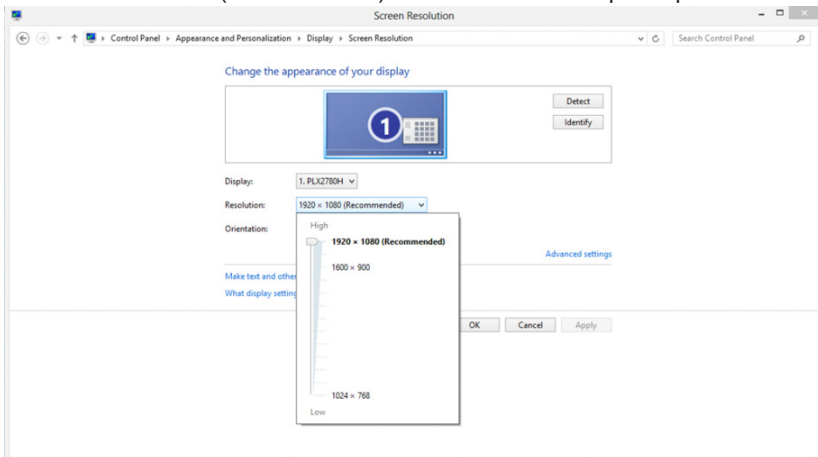 Screen Resolution
Control Panel ▸ Appearance and Personalization ▸ Display ▸ Screen Resolution
Search Control Panel
Change the appearance of your display
1
Detect
Identify
Display: 1. PLX2780H
Resolution: 1920 × 1080 (Recommended)
Orientation:
High
1920 × 1080 (Recommended)
1600 × 900
1024 × 768
Low
Advanced settings
Make text and other
What display setting
OK Cancel Apply